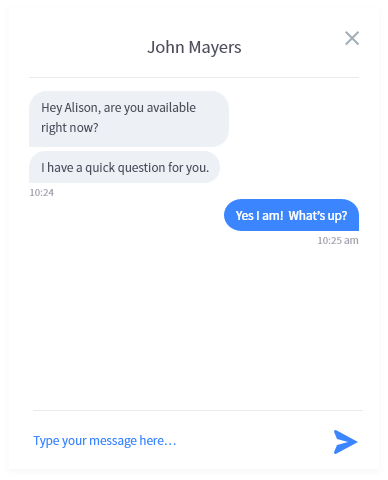 John Mayers
Hey Alison, are you available
right now?
I have a quick question for you.
10:24
Yes I am!  What's up?
10:25 am
Type your message here…